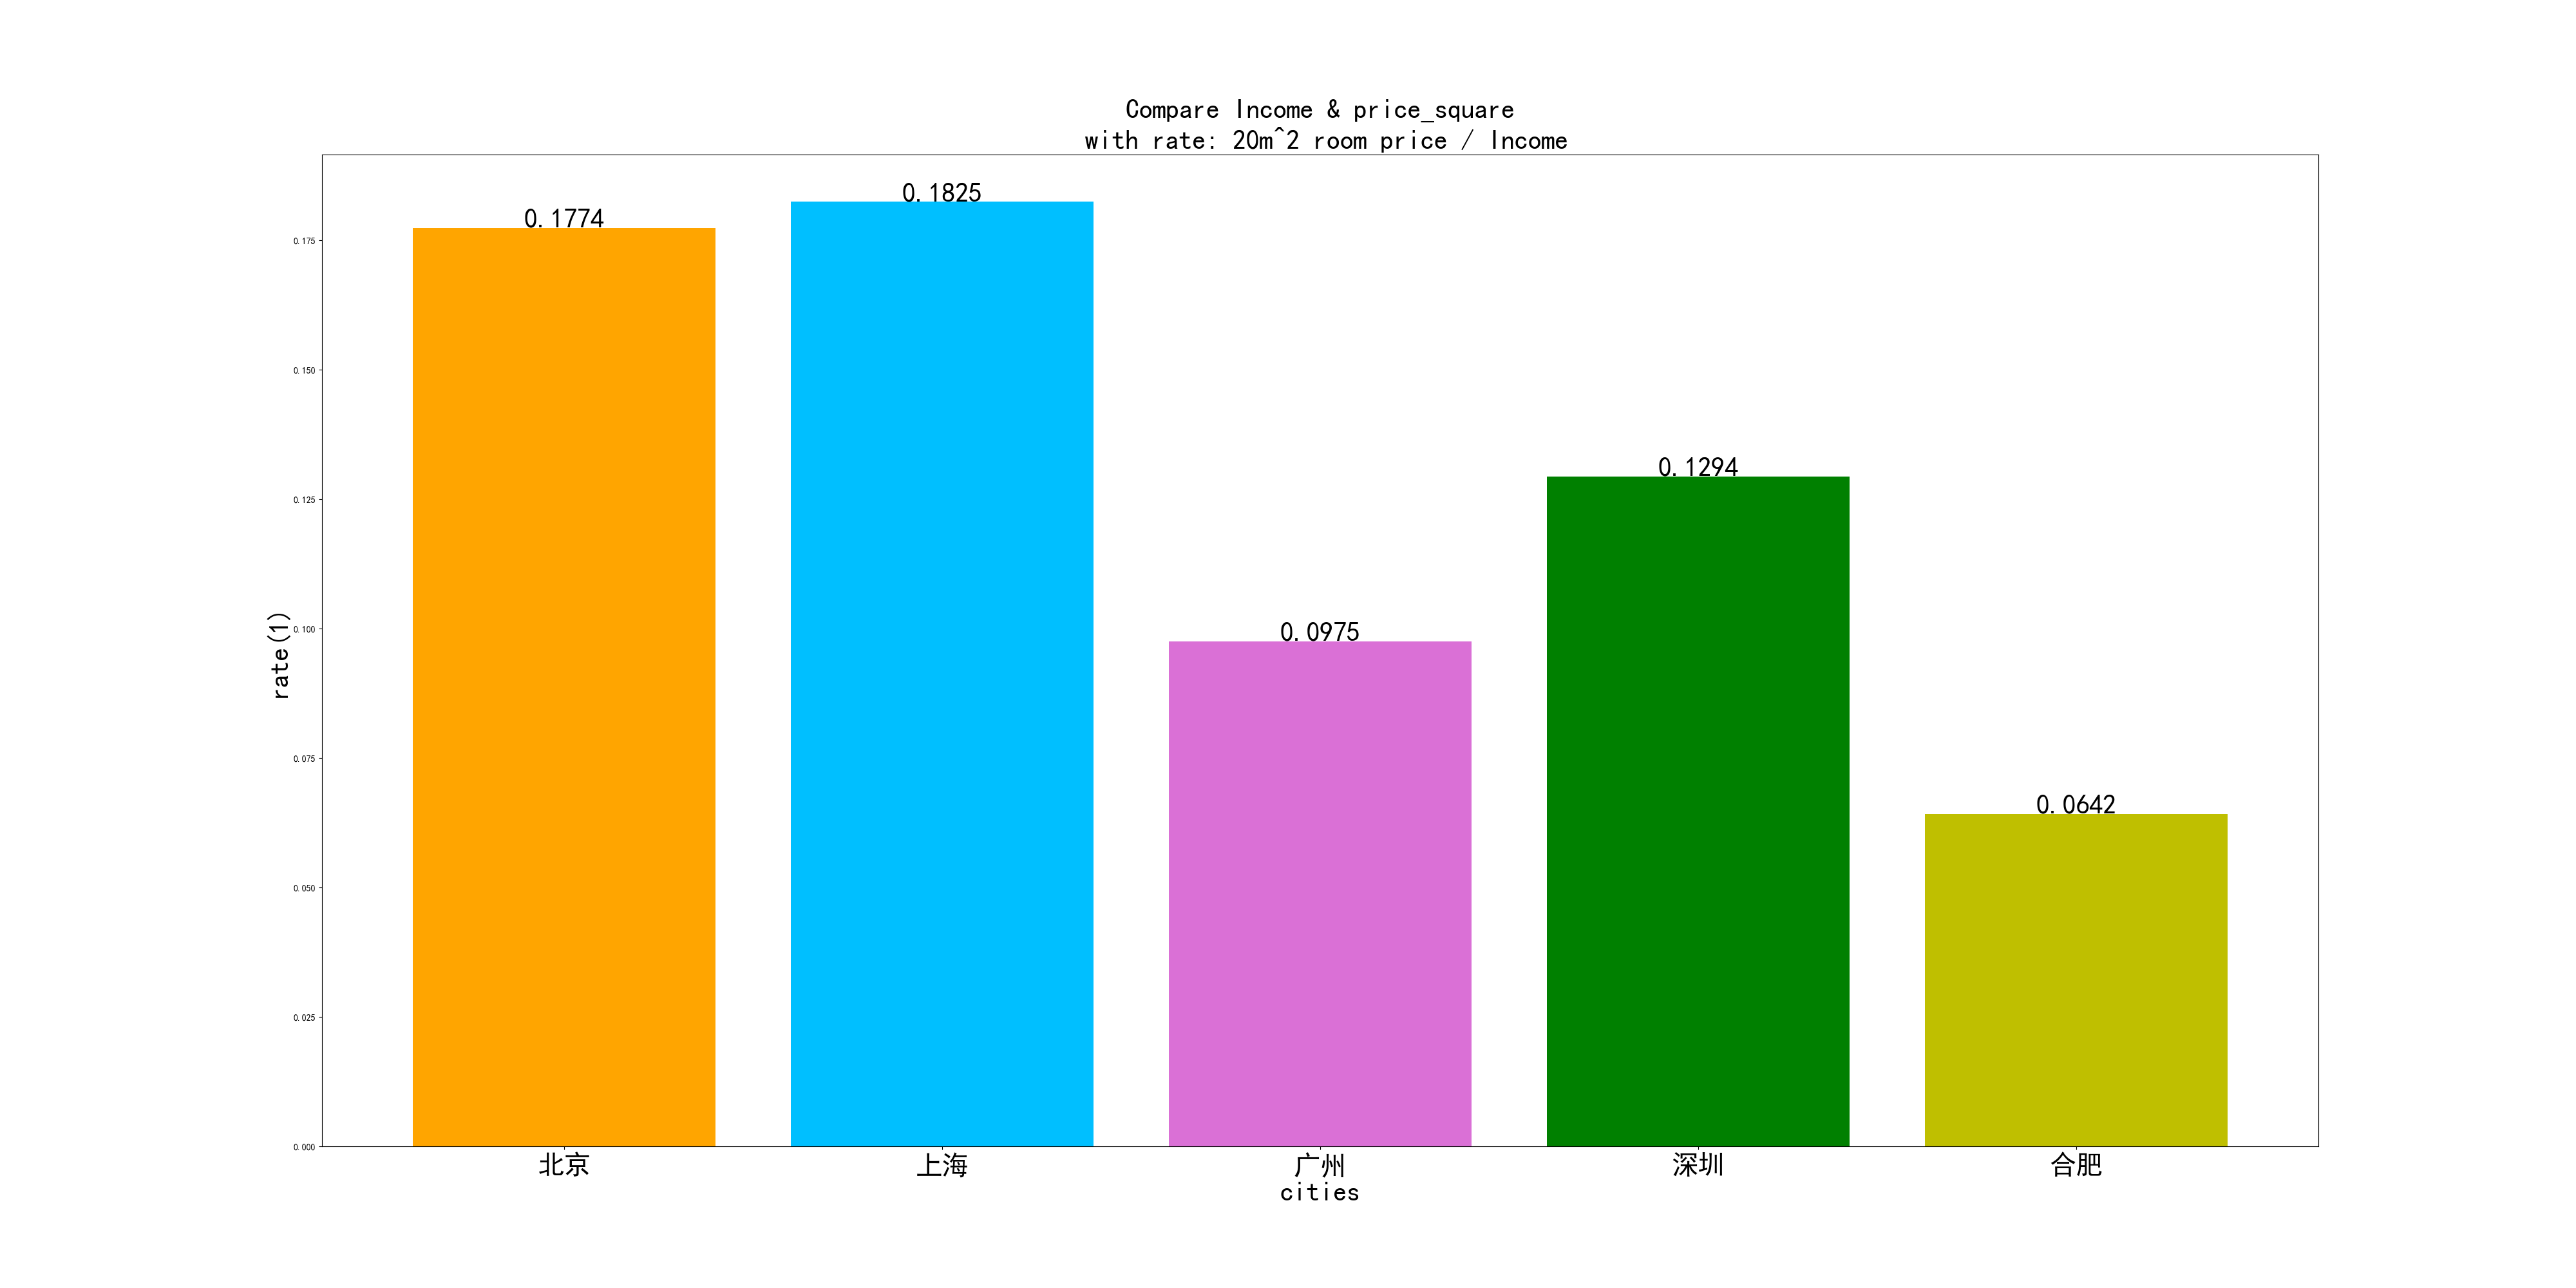 Compare Income & price_square
with rate: 20m^2 room price / Income
0.1774
0.1825
0.0975
0.1294
0.0642
rate(1)
0.175
0.150
0.125
0.100
0.075
0.050
0.025
0.000
北京 上海 广州 深圳 合肥
cities